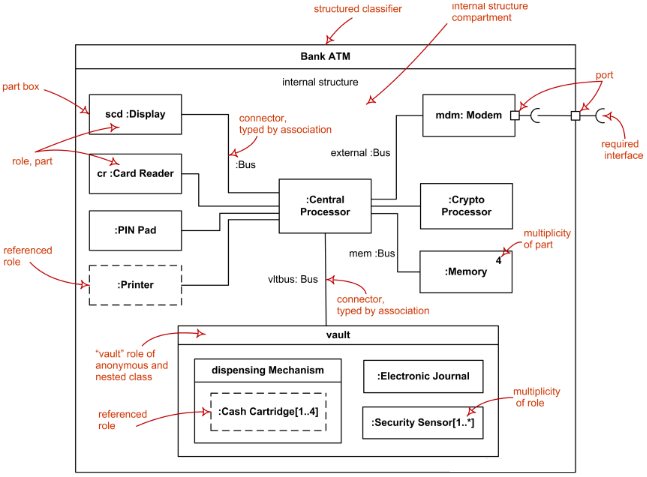 structured classifier
internal structure
compartment
Bank ATM
internal structure
part box
scd :Display
connector,
typed by association
mdm: Modem
port
role, part
:Bus
external :Bus
required
interface
cr :Card Reader
:Central
Processor
:Crypto
Processor
:PIN Pad
multiplicity
of part
referenced
role
mem :Bus
4
:Memory
:Printer
vltbus: Bus
connector,
typed by association
vault
"vault" role of
anonymous and
nested class
dispensing Mechanism
:Electronic Journal
multiplicity
of role
referenced
role
:Cash Cartridge[1..4]
:Security Sensor[1..*]